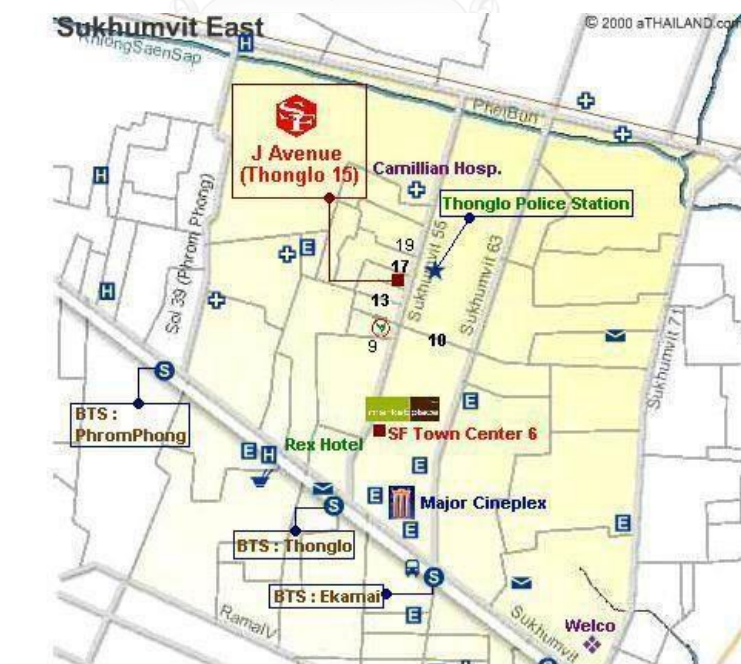 Sukhumvit East
© 2000 aTHAILAND.com
KhlongSaenSap
H
PhetBuri
SF
J Avenue
(Thonglo 15)
Camillian Hosp.
H
Thonglo Police Station
Soi 39 (Phrom Phong)
E
19
Sukhumvit 55
Sukhumvit 63
17
H
13
9
10
Sukhumvit 71
S
BTS :
PhromPhong
marketplace
E
SF Town Center 6
Rex Hotel
E
H
E
E
Major Cineplex
S
E
E
BTS : Thonglo
S
BTS : Ekamai
E
RamaIV
Sukhumvit
Welco
S